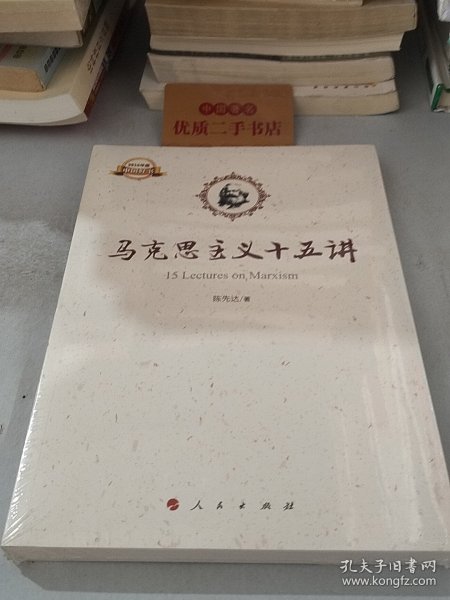 中国著名
优质二手书店
马克思主义十五讲
15 Lectures on Marxism
陈先达/著
人民出版社
孔夫子旧书网
www.kongfz.com